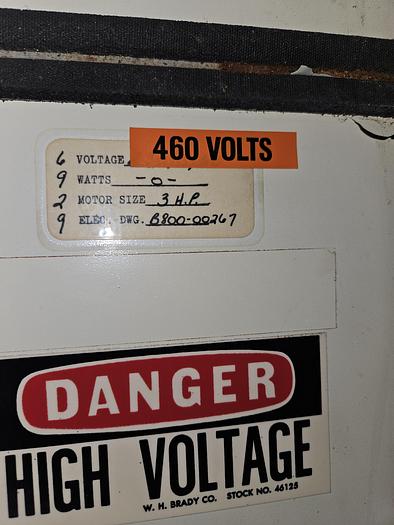 460 VOLTS
6 VOLTAGE
9 WATTS -0-
2 MOTOR SIZE 3 H.P.
9 ELEC. DWG. B800-00267
DANGER
HIGH VOLTAGE
W. H. BRADY CO. STOCK NO. 46125